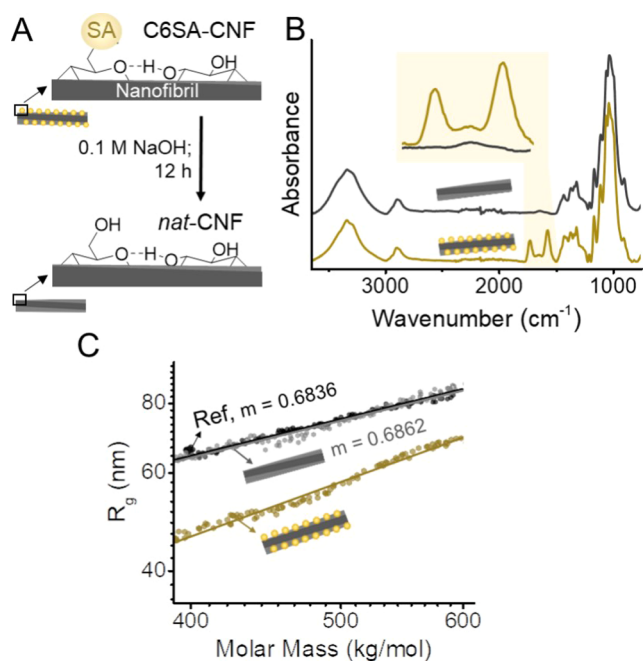 A
SA
C6SA-CNF
O H O OH
Nanofibril
0.1 M NaOH;
12 h
OH
nat-CNF
O H O OH
B
Absorbance
3000 2000 1000
Wavenumber (cm⁻¹)
C
Ref, m = 0.6836
m = 0.6862
80
60
40
Rg (nm)
400 500 600
Molar Mass (kg/mol)